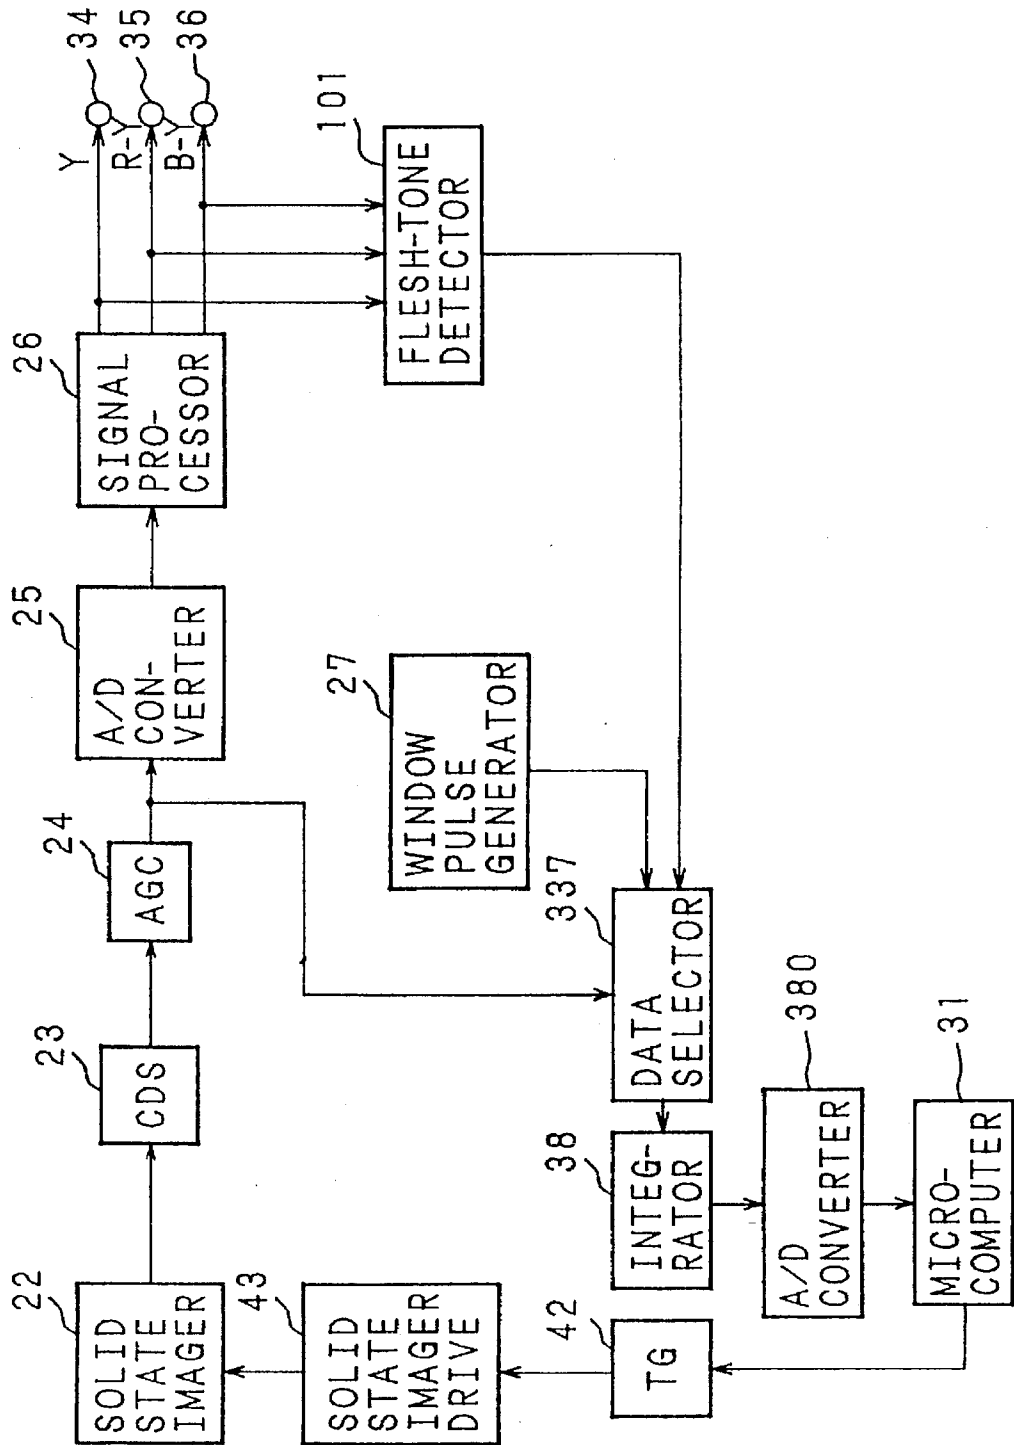 22
SOLID
STATE
IMAGER
23
CDS
24
AGC
25
A/D
CON-
VERTER
26
SIGNAL
PRO-
CESSOR
Y
34
R-Y
35
B-Y
36
43
SOLID
STATE
IMAGER
DRIVE
27
WINDOW
PULSE
GENERATOR
101
FLESH-TONE
DETECTOR
42
TG
38
INTEG-
RATOR
337
DATA
SELECTOR
380
A/D
CONVERTER
31
MICRO-
COMPUTER